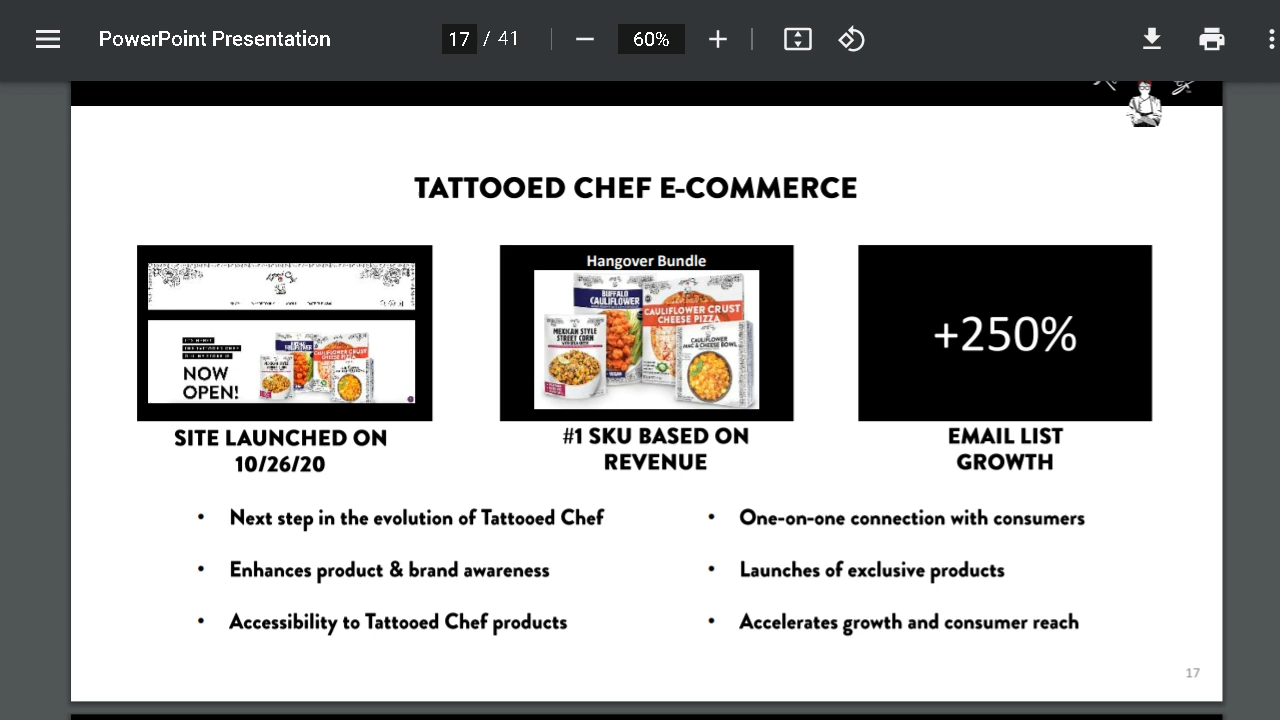 PowerPoint Presentation
17 / 41
60%
TATTOOED CHEF E-COMMERCE
NOW
OPEN!
SITE LAUNCHED ON
10/26/20
Hangover Bundle
BUFFALO
CAULIFLOWER
CAULIFLOWER CRUST
CHEESE PIZZA
MEXICAN STYLE
STREET CORN
CAULIFLOWER
MAC & CHEESE BOWL
#1 SKU BASED ON
REVENUE
+250%
EMAIL LIST
GROWTH
• Next step in the evolution of Tattooed Chef
• Enhances product & brand awareness
• Accessibility to Tattooed Chef products
• One-on-one connection with consumers
• Launches of exclusive products
• Accelerates growth and consumer reach
17